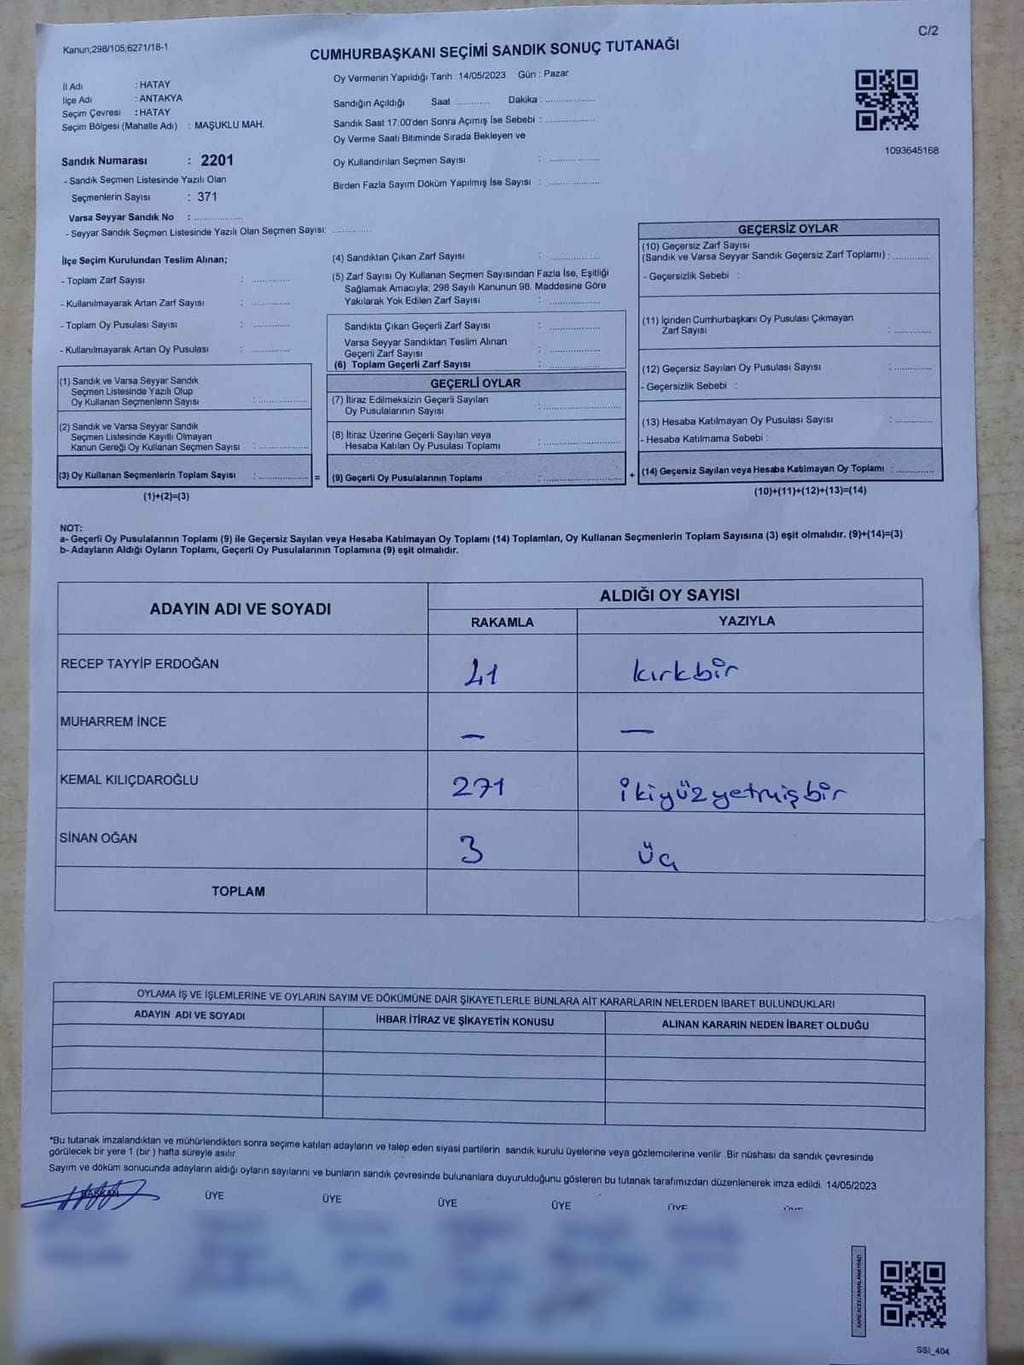 Kanun;298/105;6271/18-1
C/2
CUMHURBAŞKANI SEÇİMİ SANDIK SONUÇ TUTANAĞI
İl Adı : HATAY
İlçe Adı : ANTAKYA
Seçim Çevresi : HATAY
Seçim Bölgesi (Mahalle Adı) : MAŞUKLU MAH.
Sandık Numarası : 2201
- Sandık Seçmen Listesinde Yazılı Olan
Seçmenlerin Sayısı : 371
Varsa Seyyar Sandık No : ..............
- Seyyar Sandık Seçmen Listesinde Yazılı Olan Seçmen Sayısı: ............
Oy Vermenin Yapıldığı Tarih : 14/05/2023 Gün : Pazar
Sandığın Açıldığı Saat ............ Dakika ..............
Sandık Saat 17:00'den Sonra Açımış İse Sebebi : ..............
Oy Verme Saati Bitiminde Sırada Bekleyen ve
Oy Kullandırılan Seçmen Sayısı : ..............
Birden Fazla Sayım Döküm Yapılmış İse Sayısı : ..............
1093645168
İlçe Seçim Kurulundan Teslim Alınan;
- Toplam Zarf Sayısı : ............
- Kullanılmayarak Artan Zarf Sayısı : ............
- Toplam Oy Pusulası Sayısı : ............
- Kullanılmayarak Artan Oy Pusulası : ............
(1) Sandık ve Varsa Seyyar Sandık
Seçmen Listesinde Yazılı Olup
Oy Kullanan Seçmenlerin Sayısı : ..............
(2) Sandık ve Varsa Seyyar Sandık
Seçmen Listesinde Kayıtlı Olmayan
Kanun Gereği Oy Kullanan Seçmen Sayısı : ..............
(3) Oy Kullanan Seçmenlerin Toplam Sayısı : .............. =
(1)+(2)=(3)
(4) Sandıktan Çıkan Zarf Sayısı : ..............
(5) Zarf Sayısı Oy Kullanan Seçmen Sayısından Fazla İse, Eşitliği
Sağlamak Amacıyla; 298 Sayılı Kanunun 98. Maddesine Göre
Yakılarak Yok Edilen Zarf Sayısı : ..............
Sandıkta Çıkan Geçerli Zarf Sayısı : ..............
Varsa Seyyar Sandıktan Teslim Alınan
Geçerli Zarf Sayısı : ..............
(6) Toplam Geçerli Zarf Sayısı : ..............
GEÇERLİ OYLAR
(7) İtiraz Edilmeksizin Geçerli Sayılan
Oy Pusulalarının Sayısı : ..............
(8) İtiraz Üzerine Geçerli Sayılan veya
Hesaba Katılan Oy Pusulası Toplamı : ..............
(9) Geçerli Oy Pusulalarının Toplamı : .............. +
GEÇERSİZ OYLAR
(10) Geçersiz Zarf Sayısı
(Sandık ve Varsa Seyyar Sandık Geçersiz Zarf Toplamı) : ............
- Geçersizlik Sebebi :
(11) İçinden Cumhurbaşkanı Oy Pusulası Çıkmayan
Zarf Sayısı : ............
(12) Geçersiz Sayılan Oy Pusulası Sayısı : ............
- Geçersizlik Sebebi :
(13) Hesaba Katılmayan Oy Pusulası Sayısı : ............
- Hesaba Katılmama Sebebi :
(14) Geçersiz Sayılan veya Hesaba Katılmayan Oy Toplamı : ............
(10)+(11)+(12)+(13)=(14)
NOT:
a- Geçerli Oy Pusulalarının Toplamı (9) ile Geçersiz Sayılan veya Hesaba Katılmayan Oy Toplamı (14) Toplamları, Oy Kullanan Seçmenlerin Toplam Sayısına (3) eşit olmalıdır. (9)+(14)=(3)
b- Adayların Aldığı Oyların Toplamı, Geçerli Oy Pusulalarının Toplamına (9) eşit olmalıdır.
ADAYIN ADI VE SOYADI
ALDIĞI OY SAYISI
RAKAMLA YAZIYLA
RECEP TAYYİP ERDOĞAN 41 kırkbir
MUHARREM İNCE — —
KEMAL KILIÇDAROĞLU 271 ikiyüzyetmişbir
SİNAN OĞAN 3 üç
TOPLAM
OYLAMA İŞ VE İŞLEMLERİNE VE OYLARIN SAYIM VE DÖKÜMÜNE DAİR ŞİKAYETLERLE BUNLARA AİT KARARLARIN NELERDEN İBARET BULUNDUKLARI
ADAYIN ADI VE SOYADI İHBAR İTİRAZ VE ŞİKAYETİN KONUSU ALINAN KARARIN NEDEN İBARET OLDUĞU
*Bu tutanak imzalandıktan ve mühürlendikten sonra seçime katılan adayların ve talep eden siyasi partilerin sandık kurulu üyelerine veya gözlemcilerine verilir. Bir nüshası da sandık çevresinde
görülecek bir yere 1 (bir ) hafta süreyle asılır.
Sayım ve döküm sonucunda adayların aldığı oyların sayılarını ve bunların sandık çevresinde bulunanlara duyurulduğunu gösteren bu tutanak tarafımızdan düzenlenerek imza edildi. 14/05/2023
BAŞKAN ÜYE ÜYE ÜYE ÜYE ÜYE ÜYE
SSI_404